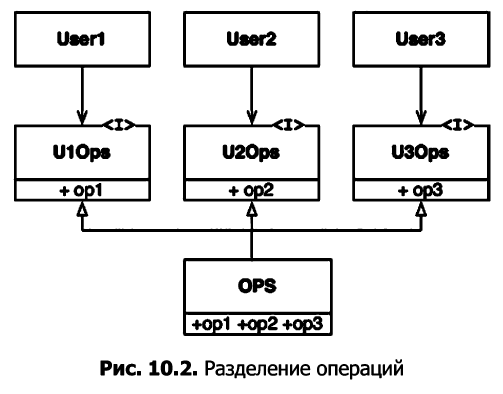 User1 User2 User3
<I> <I> <I>
U1Ops U2Ops U3Ops
+ op1 + op2 + op3
OPS
+op1 +op2 +op3
Рис. 10.2. Разделение операций